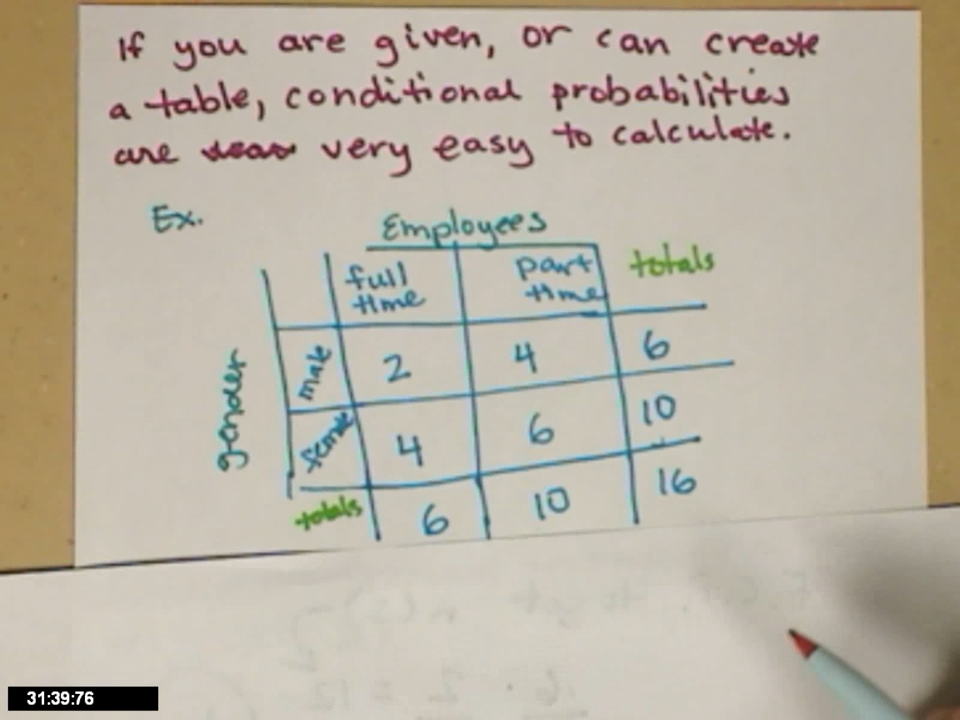 If you are given, or can create
a table, conditional probabilities
are very easy to calculate.
Ex.
Employees
full time
part time
totals
gender
male
2
4
6
female
4
6
10
totals
6
10
16
31:39:76